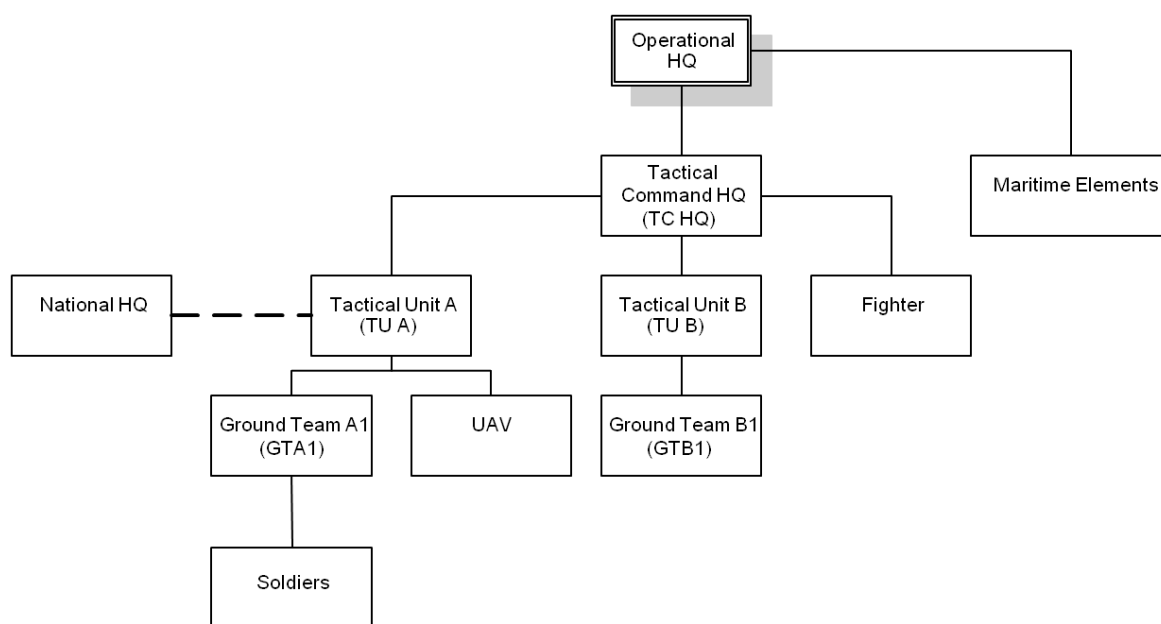 Operational
HQ
Tactical
Command HQ
(TC HQ)
Maritime Elements
National HQ
Tactical Unit A
(TU A)
Tactical Unit B
(TU B)
Fighter
Ground Team A1
(GTA1)
UAV
Ground Team B1
(GTB1)
Soldiers